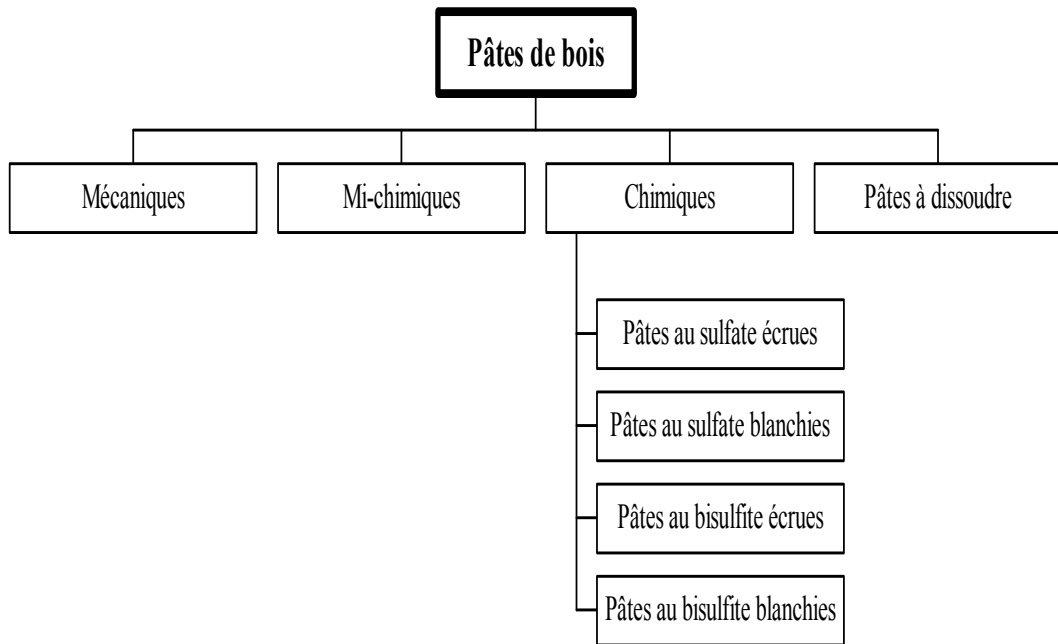 Pâtes de bois
Mécaniques
Mi-chimiques
Chimiques
Pâtes à dissoudre
Pâtes au sulfate écrues
Pâtes au sulfate blanchies
Pâtes au bisulfite écrues
Pâtes au bisulfite blanchies